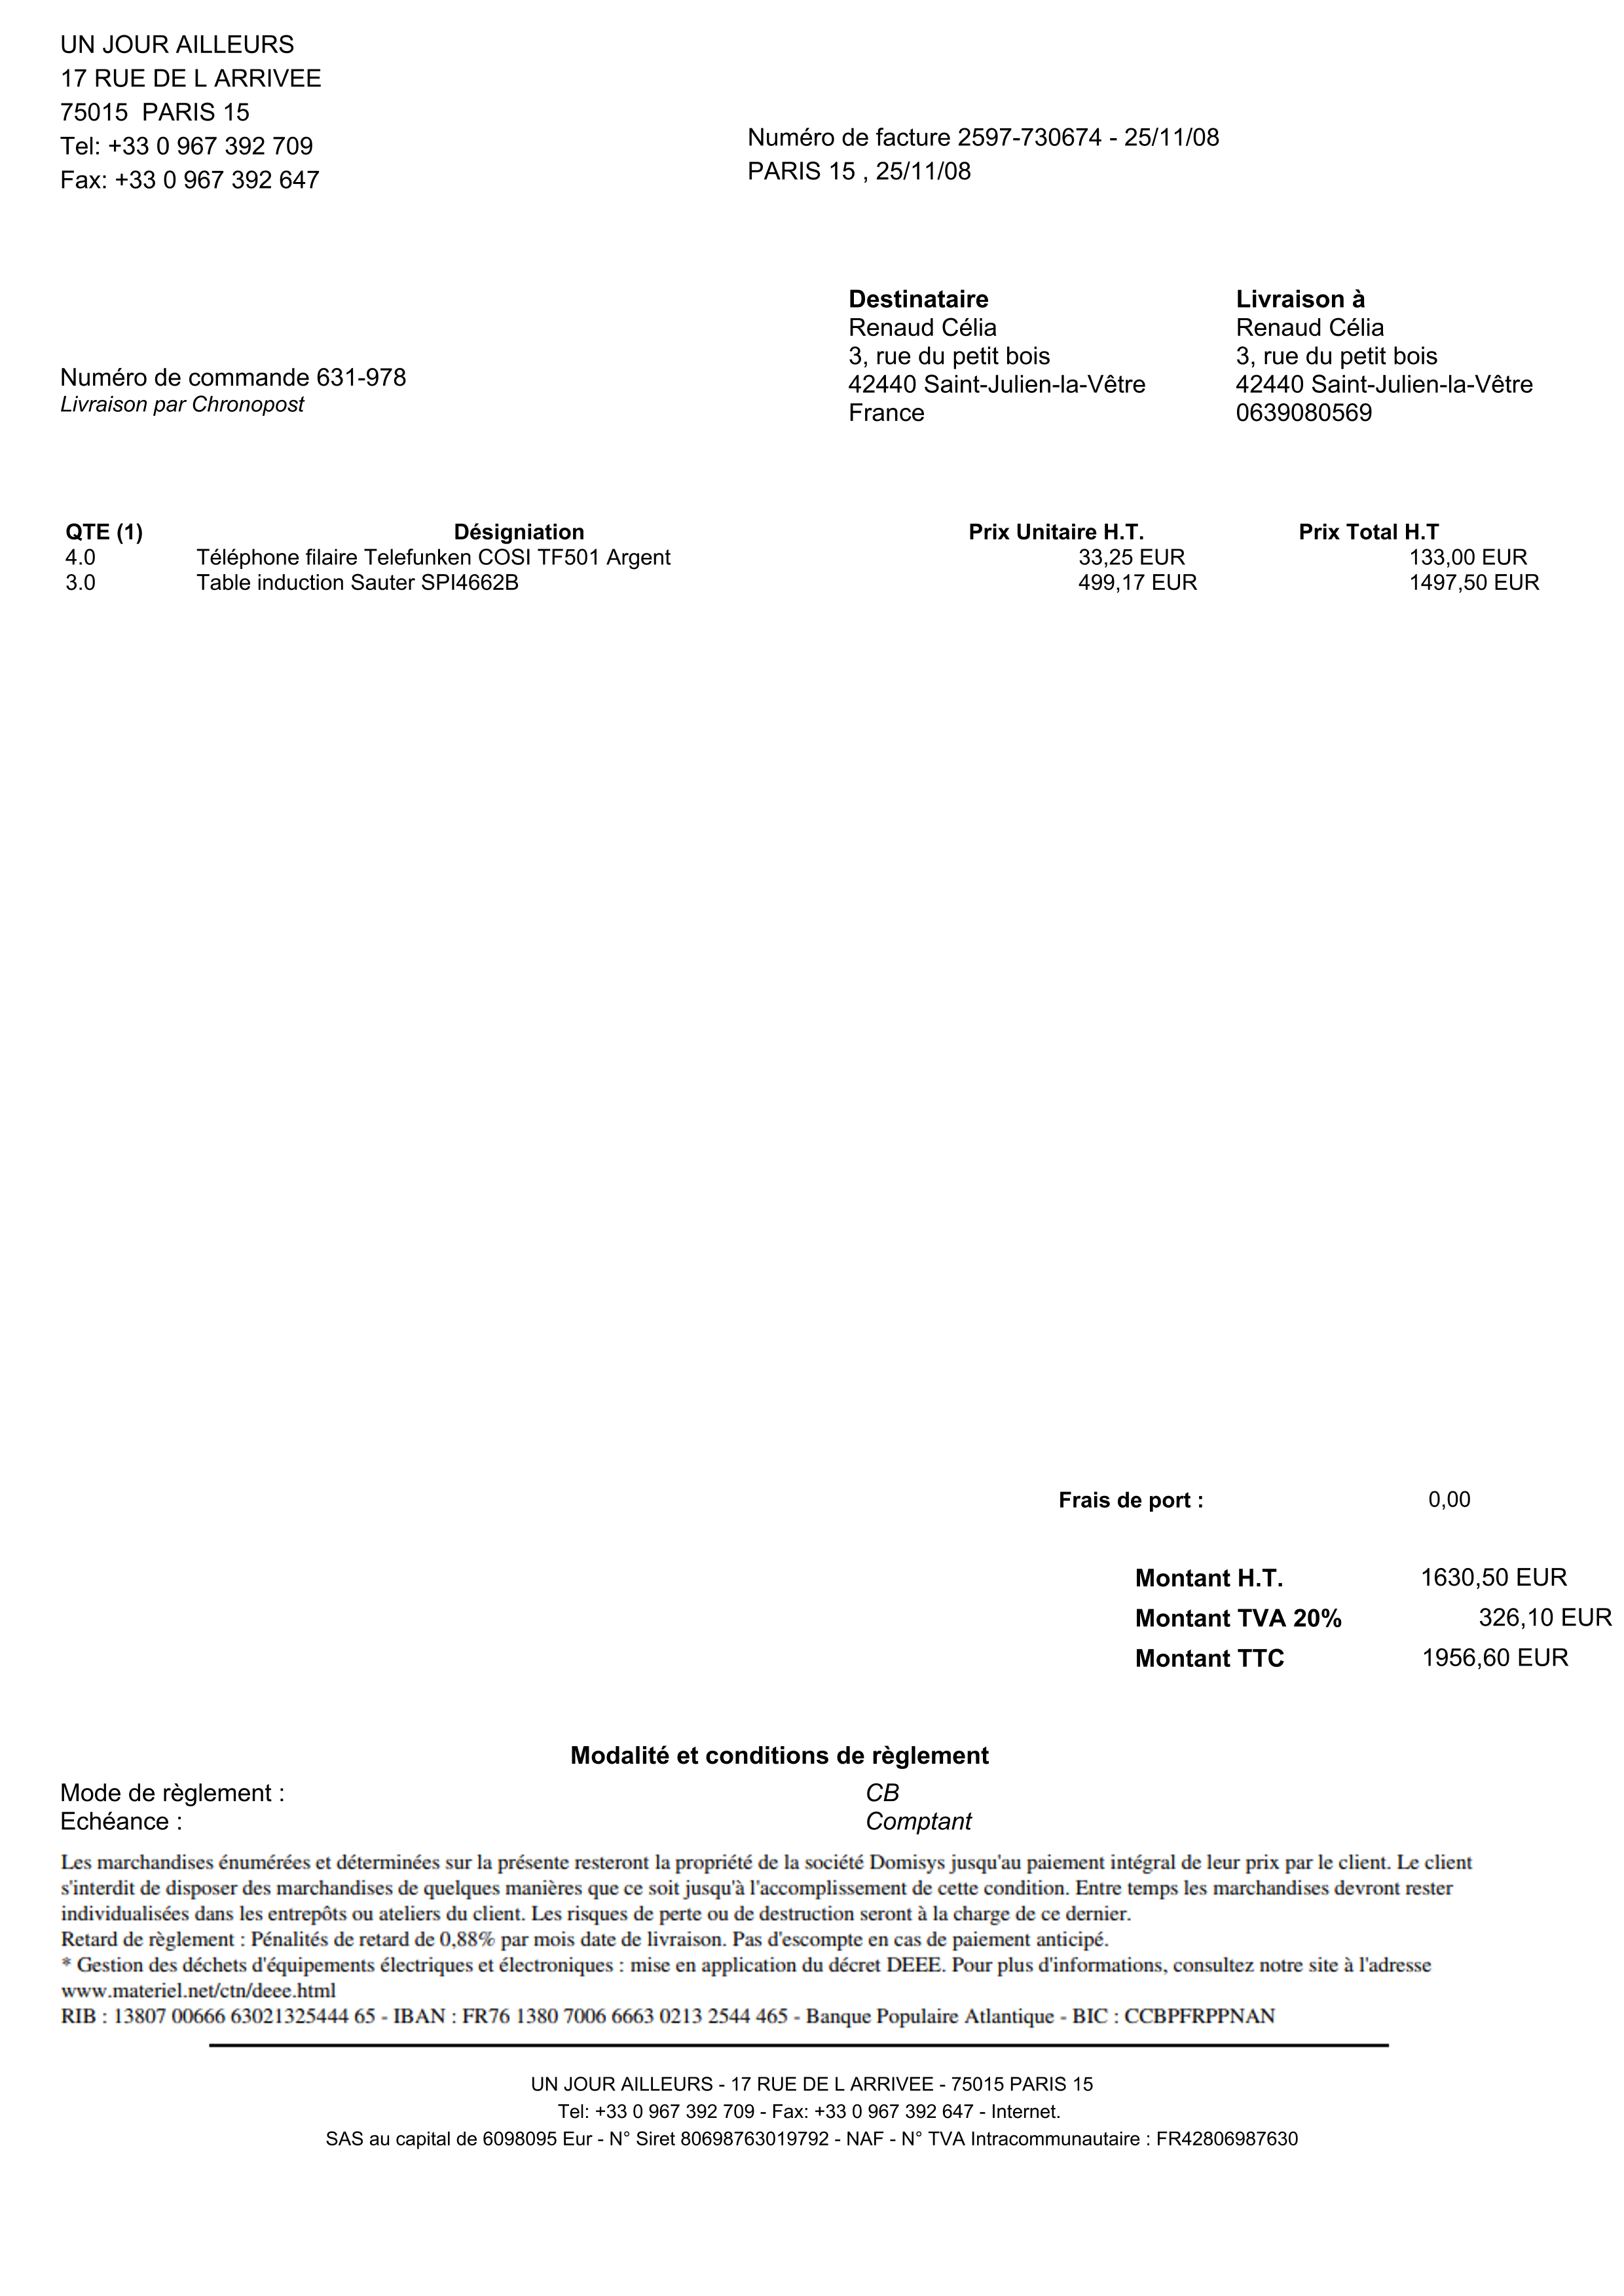 UN JOUR AILLEURS
17 RUE DE L ARRIVEE
75015 PARIS 15
Tel: +33 0 967 392 709
Fax: +33 0 967 392 647
Numéro de facture 2597-730674 - 25/11/08
PARIS 15 , 25/11/08
Destinataire
Renaud Célia
3, rue du petit bois
42440 Saint-Julien-la-Vêtre
France
Livraison à
Renaud Célia
3, rue du petit bois
42440 Saint-Julien-la-Vêtre
0639080569
Numéro de commande 631-978
Livraison par Chronopost
QTE (1) Désigniation Prix Unitaire H.T. Prix Total H.T
4.0 Téléphone filaire Telefunken COSI TF501 Argent 33,25 EUR 133,00 EUR
3.0 Table induction Sauter SPI4662B 499,17 EUR 1497,50 EUR
Frais de port : 0,00
Montant H.T. 1630,50 EUR
Montant TVA 20% 326,10 EUR
Montant TTC 1956,60 EUR
Modalité et conditions de règlement
Mode de règlement : CB
Echéance : Comptant
Les marchandises énumérées et déterminées sur la présente resteront la propriété de la société Domisys jusqu'au paiement intégral de leur prix par le client. Le client
s'interdit de disposer des marchandises de quelques manières que ce soit jusqu'à l'accomplissement de cette condition. Entre temps les marchandises devront rester
individualisées dans les entrepôts ou ateliers du client. Les risques de perte ou de destruction seront à la charge de ce dernier.
Retard de règlement : Pénalités de retard de 0,88% par mois date de livraison. Pas d'escompte en cas de paiement anticipé.
* Gestion des déchets d'équipements électriques et électroniques : mise en application du décret DEEE. Pour plus d'informations, consultez notre site à l'adresse
www.materiel.net/ctn/deee.html
RIB : 13807 00666 63021325444 65 - IBAN : FR76 1380 7006 6663 0213 2544 465 - Banque Populaire Atlantique - BIC : CCBPFRPPNAN
UN JOUR AILLEURS - 17 RUE DE L ARRIVEE - 75015 PARIS 15
Tel: +33 0 967 392 709 - Fax: +33 0 967 392 647 - Internet.
SAS au capital de 6098095 Eur - N° Siret 80698763019792 - NAF - N° TVA Intracommunautaire : FR42806987630